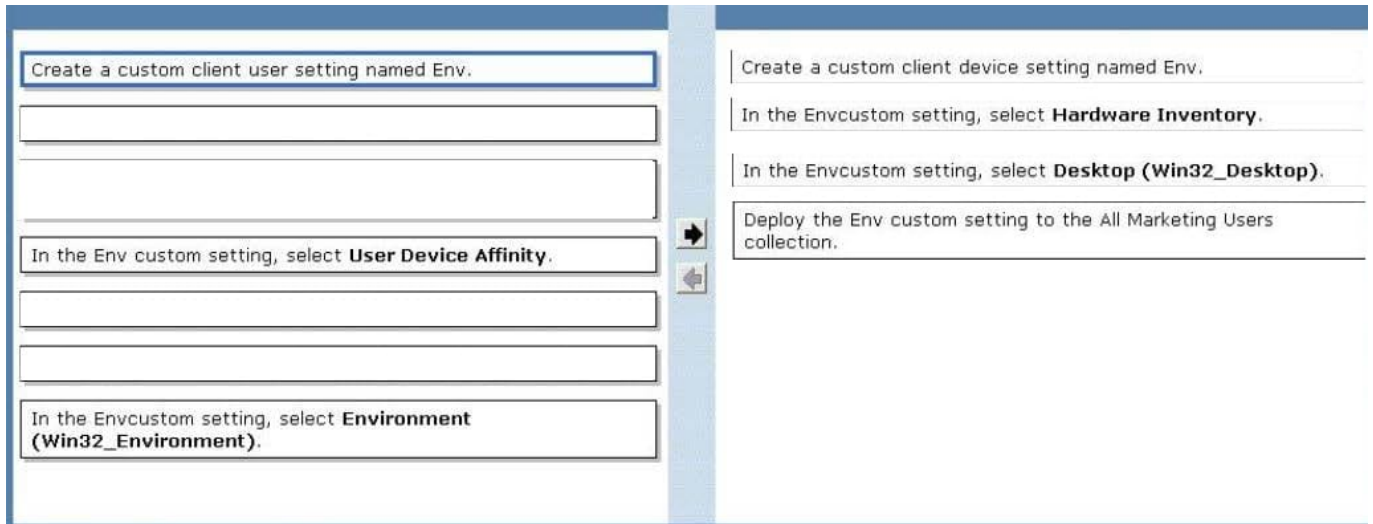 Create a custom client user setting named Env.
In the Env custom setting, select User Device Affinity.
In the Envcustom setting, select Environment
(Win32_Environment).
Create a custom client device setting named Env.
In the Envcustom setting, select Hardware Inventory.
In the Envcustom setting, select Desktop (Win32_Desktop).
Deploy the Env custom setting to the All Marketing Users
collection.